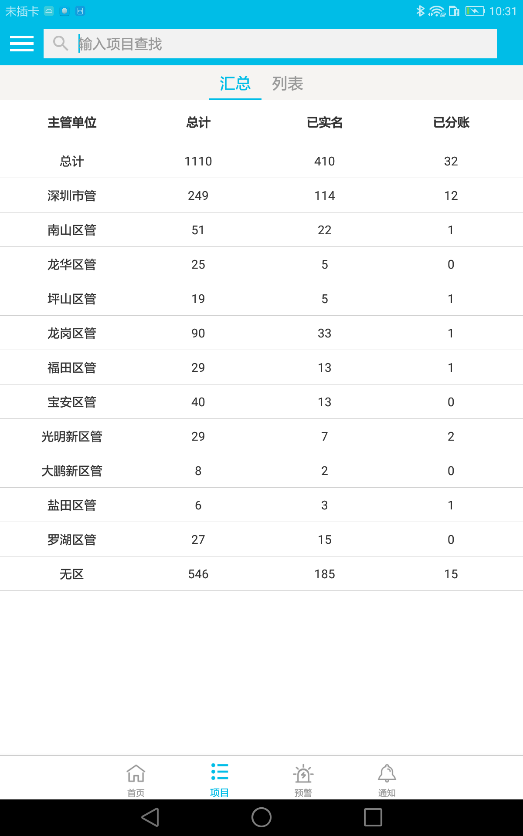 未插卡 10:31
输入项目查找
汇总 列表
主管单位 总计 已实名 已分账
总计 1110 410 32
深圳市管 249 114 12
南山区管 51 22 1
龙华区管 25 5 0
坪山区管 19 5 1
龙岗区管 90 33 1
福田区管 29 13 1
宝安区管 40 13 0
光明新区管 29 7 2
大鹏新区管 8 2 0
盐田区管 6 3 1
罗湖区管 27 15 0
无区 546 185 15
首页 项目 预警 通知